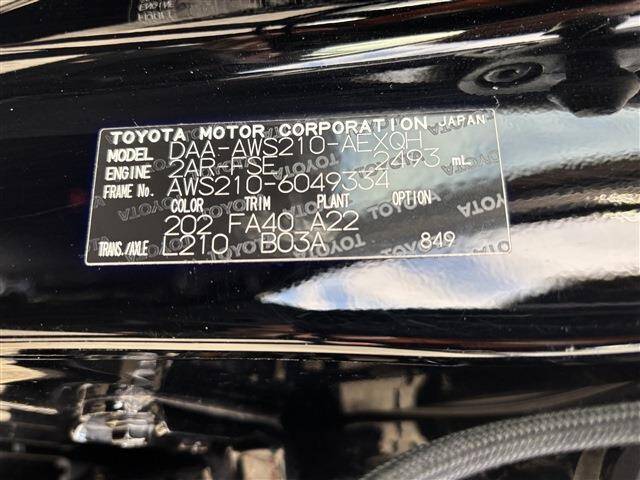 TOYOTA MOTOR CORPORATION JAPAN
MODEL DAA-AWS210-AEXQH
ENGINE 2AR-FSE 2493 mL
FRAME No. AWS210-6049334
COLOR TRIM PLANT OPTION
202 FA40 A22
TRANS./AXLE L210 B03A 849